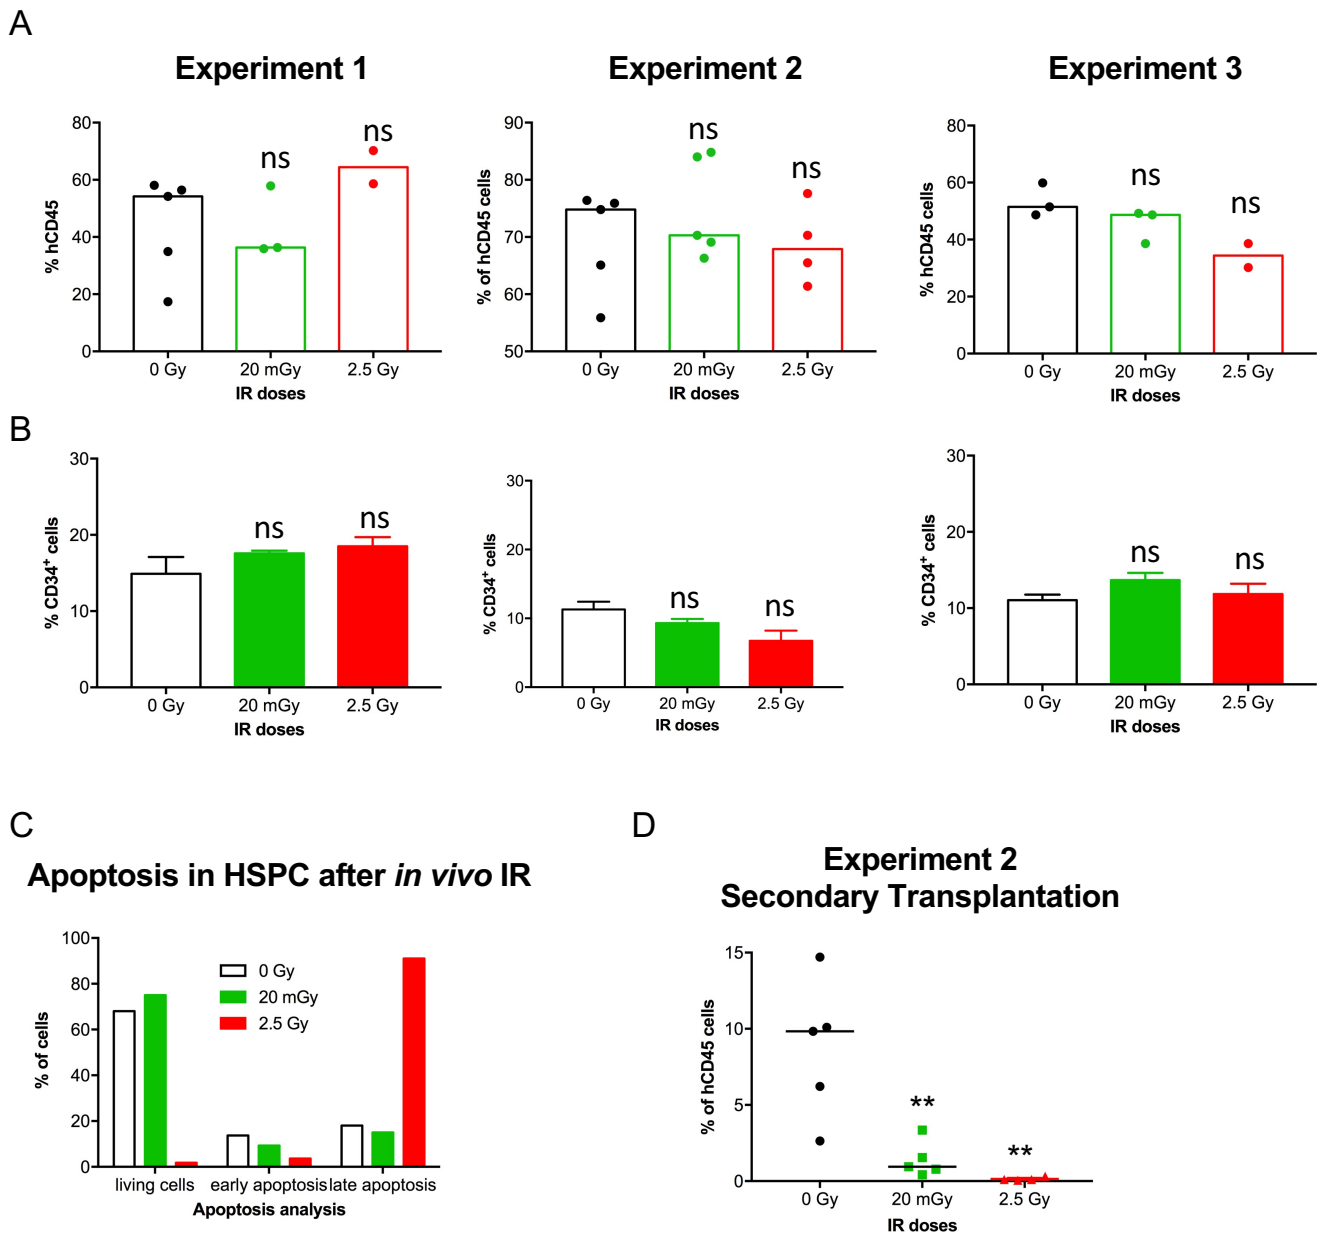 A
Experiment 1
Experiment 2
Experiment 3
% hCD45
80
60
40
20
0
ns
ns
0 Gy
20 mGy
2.5 Gy
IR doses
% of hCD45 cells
90
80
70
60
50
ns
ns
0 Gy
20 mGy
2.5 Gy
IR doses
% hCD45 cells
80
60
40
20
0
ns
ns
0 Gy
20 mGy
2.5 Gy
IR doses
B
% CD34+ cells
30
20
10
0
ns
ns
0 Gy
20 mGy
2.5 Gy
IR doses
% CD34+ cells
30
20
10
0
ns
ns
0 Gy
20 mGy
2.5 Gy
IR doses
% CD34+ cells
30
20
10
0
ns
ns
0 Gy
20 mGy
2.5 Gy
IR doses
C
Apoptosis in HSPC after in vivo IR
% of cells
100
80
60
40
20
0
0 Gy
20 mGy
2.5 Gy
living cells
early apoptosis
late apoptosis
Apoptosis analysis
D
Experiment 2
Secondary Transplantation
% of hCD45 cells
15
10
5
0
**
**
0 Gy
20 mGy
2.5 Gy
IR doses